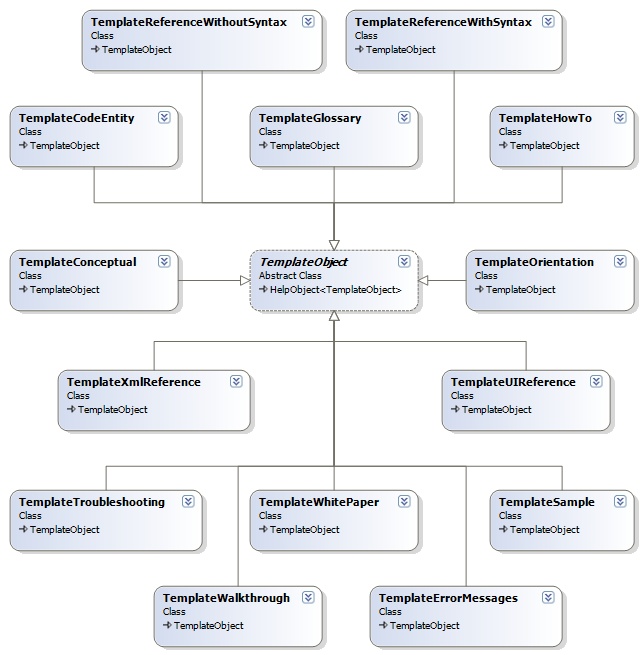 TemplateReferenceWithoutSyntax
Class
TemplateObject
TemplateReferenceWithSyntax
Class
TemplateObject
TemplateCodeEntity
Class
TemplateObject
TemplateGlossary
Class
TemplateObject
TemplateHowTo
Class
TemplateObject
TemplateConceptual
Class
TemplateObject
TemplateObject
Abstract Class
HelpObject<TemplateObject>
TemplateOrientation
Class
TemplateObject
TemplateXmlReference
Class
TemplateObject
TemplateUIReference
Class
TemplateObject
TemplateTroubleshooting
Class
TemplateObject
TemplateWhitePaper
Class
TemplateObject
TemplateSample
Class
TemplateObject
TemplateWalkthrough
Class
TemplateObject
TemplateErrorMessages
Class
TemplateObject